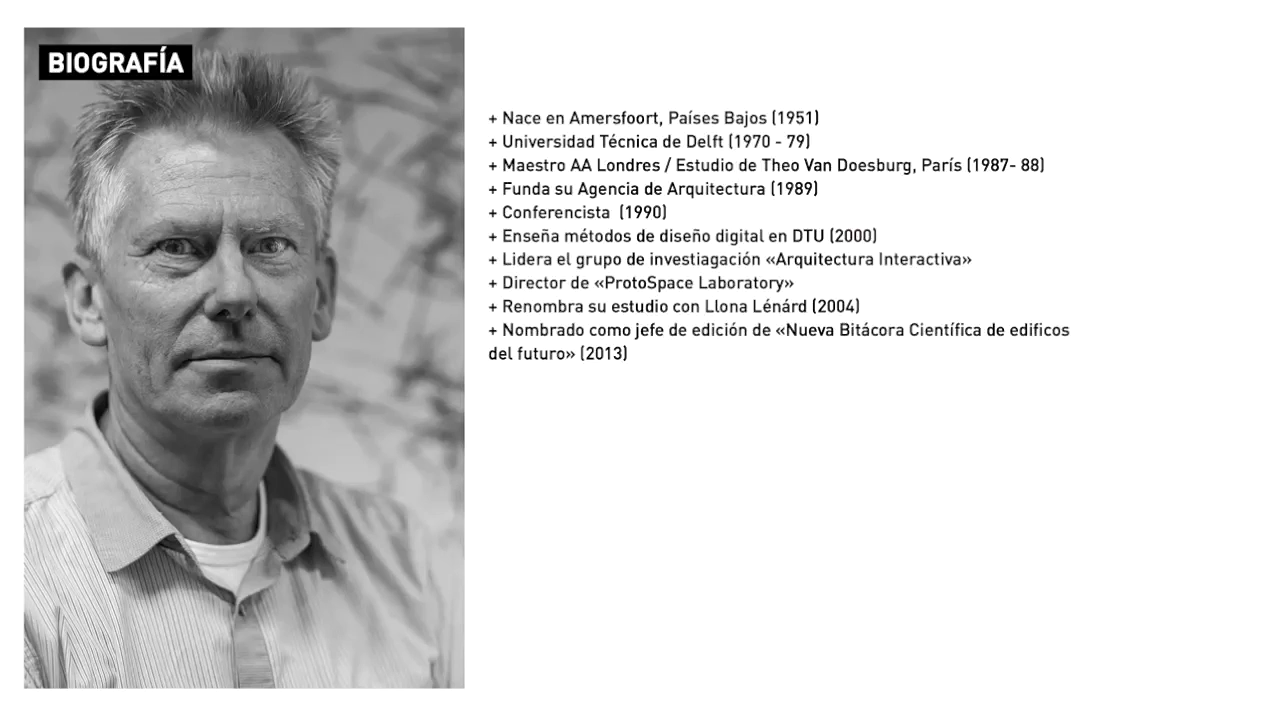 BIOGRAFÍA
+ Nace en Amersfoort, Países Bajos (1951)
+ Universidad Técnica de Delft (1970 - 79)
+ Maestro AA Londres / Estudio de Theo Van Doesburg, París (1987- 88)
+ Funda su Agencia de Arquitectura (1989)
+ Conferencista (1990)
+ Enseña métodos de diseño digital en DTU (2000)
+ Lidera el grupo de investiagación «Arquitectura Interactiva»
+ Director de «ProtoSpace Laboratory»
+ Renombra su estudio con Llona Lénárd (2004)
+ Nombrado como jefe de edición de «Nueva Bitácora Científica de edificos
del futuro» (2013)